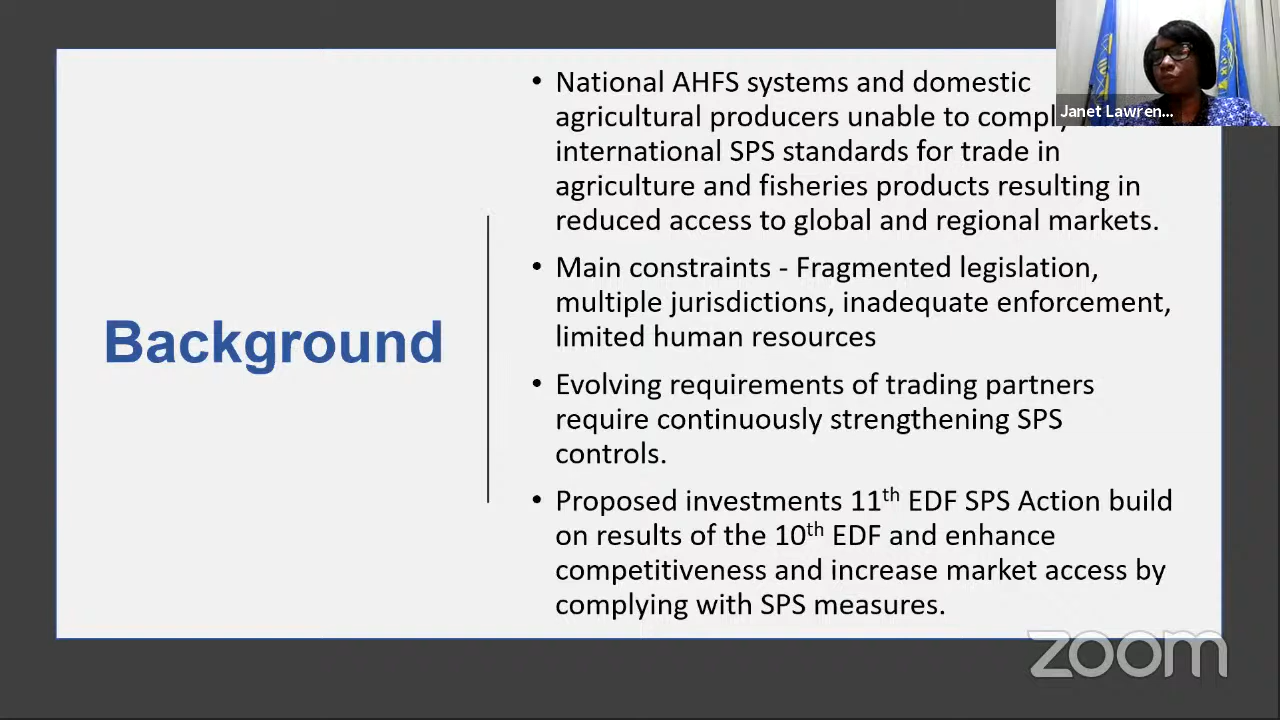 Background
• National AHFS systems and domestic
agricultural producers unable to comply
international SPS standards for trade in
agriculture and fisheries products resulting in
reduced access to global and regional markets.
• Main constraints - Fragmented legislation,
multiple jurisdictions, inadequate enforcement,
limited human resources
• Evolving requirements of trading partners
require continuously strengthening SPS
controls.
• Proposed investments 11th EDF SPS Action build
on results of the 10th EDF and enhance
competitiveness and increase market access by
complying with SPS measures.
Janet Lawren...
zoom